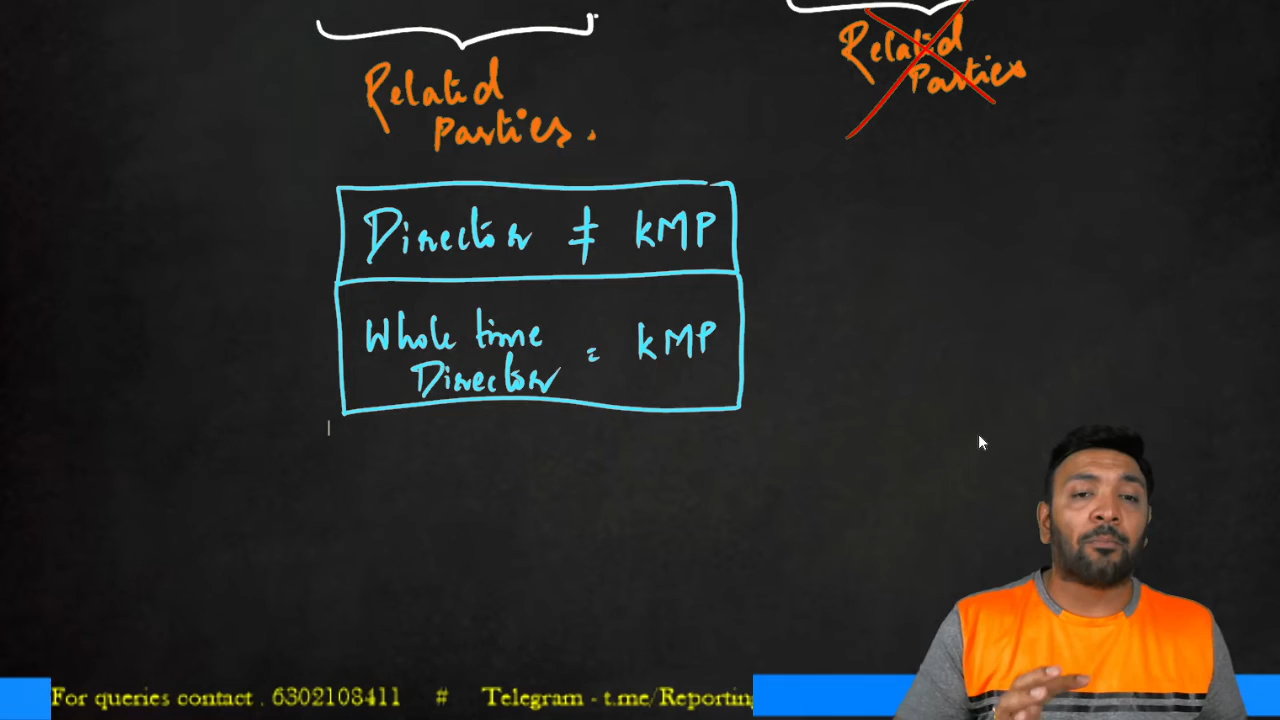 Related
Parties.
Related
Parties
Director ≠ KMP
Whole time
Director = KMP
For queries contact . 6302108411 # Telegram - t.me/Reporting